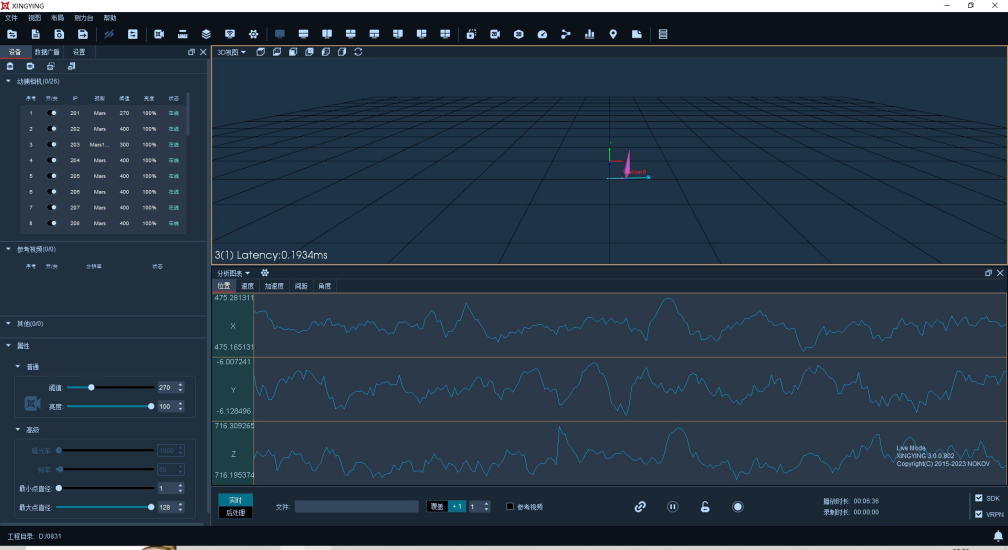 XINGYING
文件 视图 布局 测力台 帮助
设备 数据广播 设置
3D视图
动捕相机(0/26)
序号 开/关 IP 类别 阈值 亮度 状态
1 201 Mars 270 100% 在线
2 202 Mars 400 100% 在线
3 203 Mars1... 300 100% 在线
4 204 Mars 400 100% 在线
5 205 Mars 400 100% 在线
6 206 Mars 400 100% 在线
7 207 Mars 400 100% 在线
8 208 Mars 400 100% 在线
参考视频(0/0)
序号 开/关 分辨率 状态
其他(0/0)
属性
普通
阈值: 270
亮度: 100
高级
曝光率
频率 60
最小点直径: 1
最大点直径: 128
3(1) Latency:0.1934ms
分析图表
位置 速度 加速度 间距 角度
475.281311
X
475.165131
-6.007241
Y
-6.128496
716.309265
Z
716.195374
Live Mode
XINGYING 3.0.0.802
Copyright(C) 2015-2023 NOKOV
实时
后处理
文件:
覆盖 + 1 1
参考视频
播放时长: 00:06:36
录制时长: 00:00:00
SDK
VRPN
工程目录: D:/0831